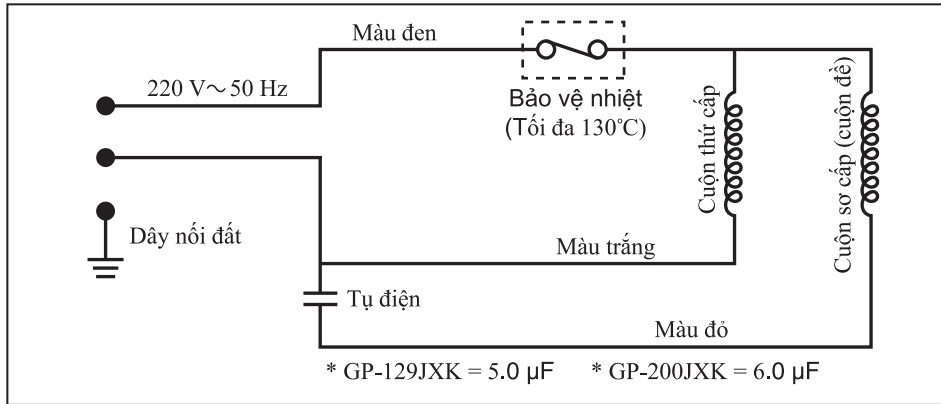 Màu đen
220 V～50 Hz
Bảo vệ nhiệt
(Tối đa 130°C)
Cuộn thứ cấp
Cuộn sơ cấp (cuộn đề)
Dây nối đất
Màu trắng
Tụ điện
Màu đỏ
* GP-129JXK = 5.0 μF * GP-200JXK = 6.0 μF